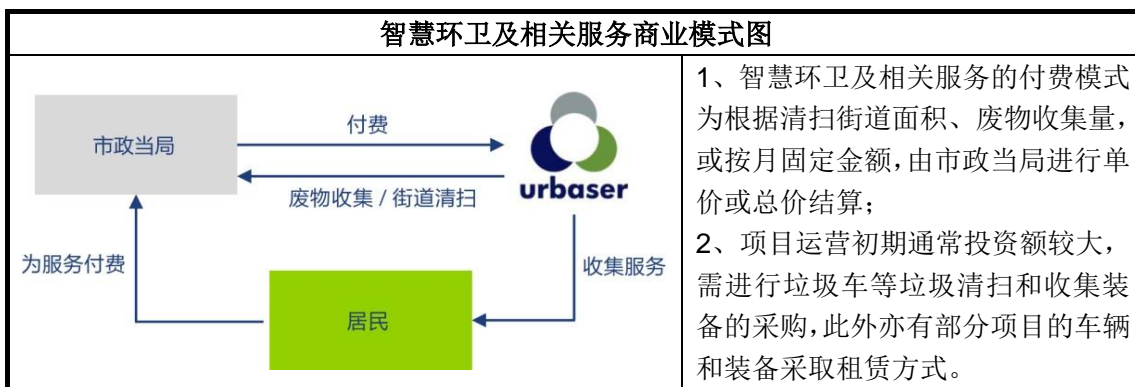 智慧环卫及相关服务商业模式图
市政当局
付费
废物收集 / 街道清扫
urbaser
为服务付费
收集服务
居民
1、智慧环卫及相关服务的付费模式
为根据清扫街道面积、废物收集量，
或按月固定金额，由市政当局进行单
价或总价结算；
2、项目运营初期通常投资额较大，
需进行垃圾车等垃圾清扫和收集装
备的采购，此外亦有部分项目的车辆
和装备采取租赁方式。